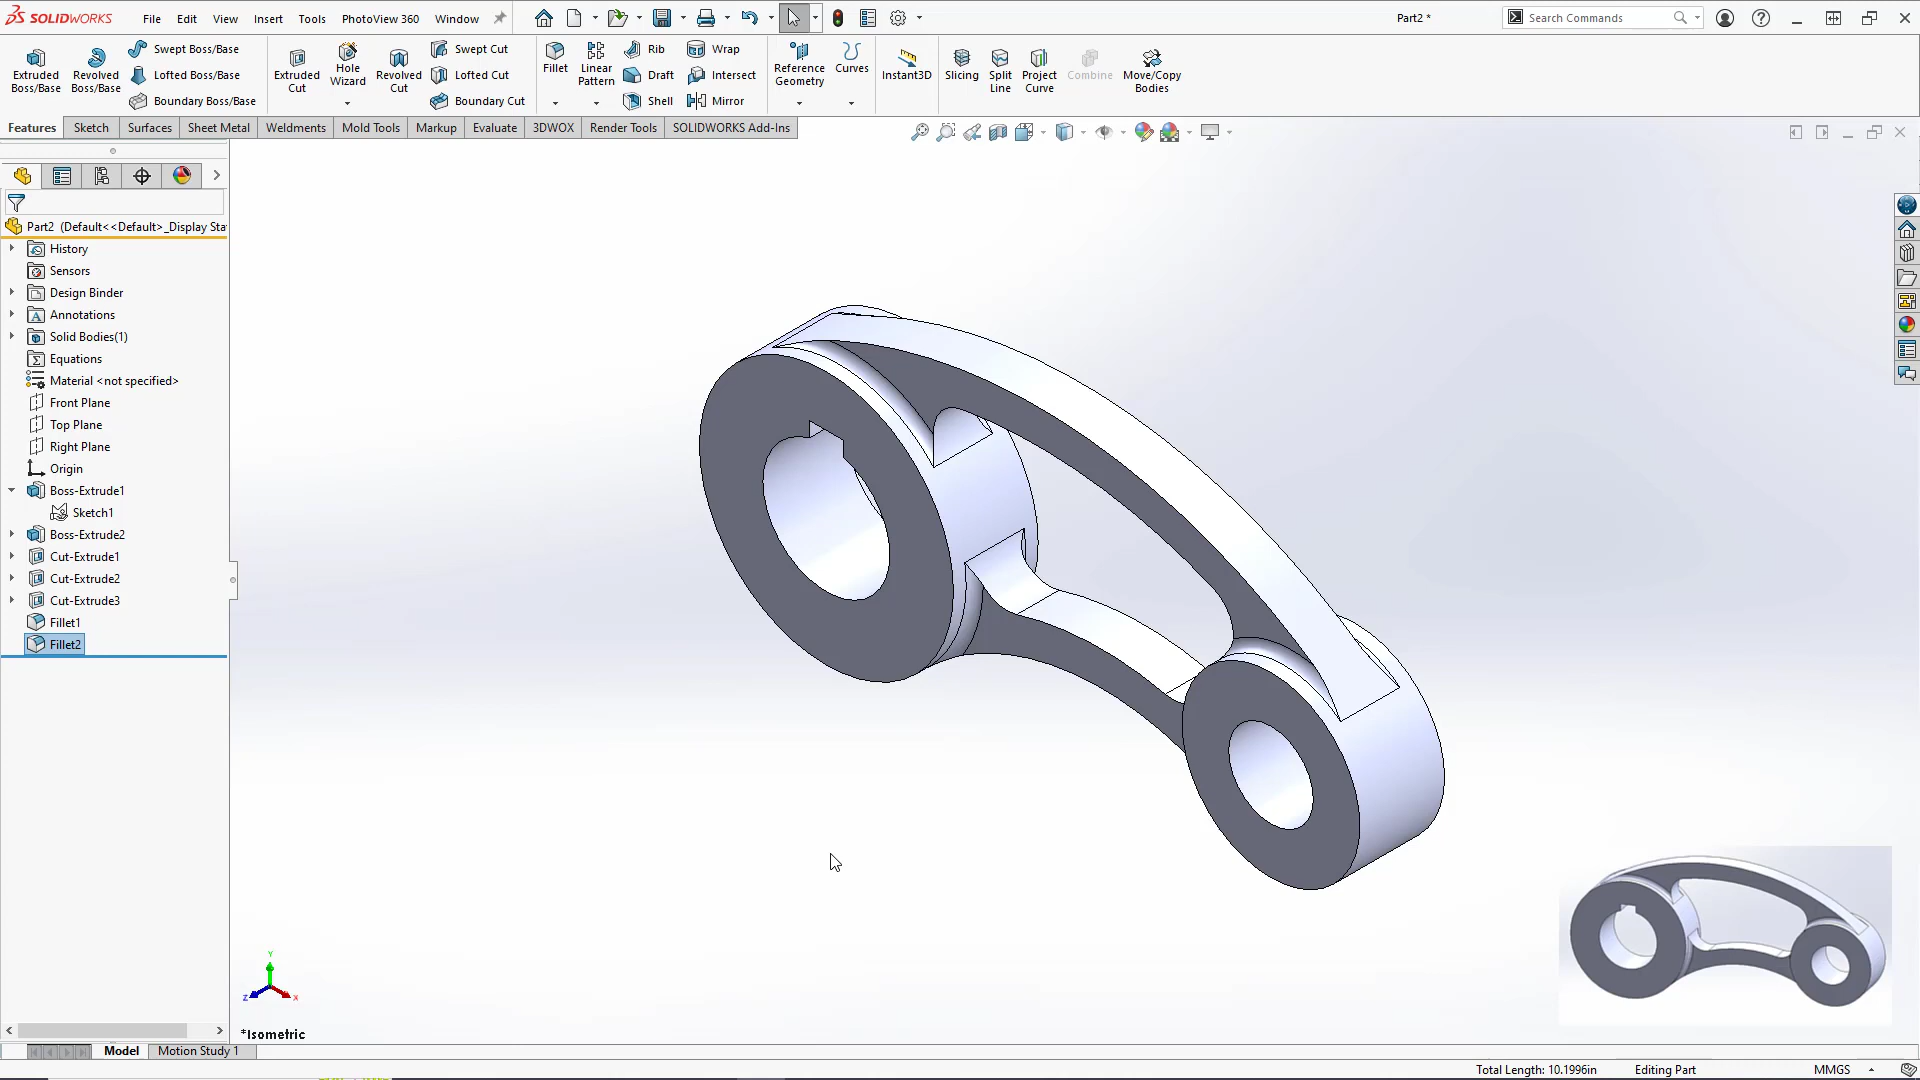 SOLIDWORKS File Edit View Insert Tools PhotoView 360 Window Part2 * Search Commands
Extruded Boss/Base
Revolved Boss/Base
Swept Boss/Base
Lofted Boss/Base
Boundary Boss/Base
Extruded Cut
Hole Wizard
Revolved Cut
Swept Cut
Lofted Cut
Boundary Cut
Fillet
Linear Pattern
Rib
Draft
Shell
Wrap
Intersect
Mirror
Reference Geometry
Curves
Instant3D
Slicing
Split Line
Project Curve
Combine
Move/Copy Bodies
Features Sketch Surfaces Sheet Metal Weldments Mold Tools Markup Evaluate 3DWOX Render Tools SOLIDWORKS Add-Ins
Part2 (Default<<Default>_Display Sta
History
Sensors
Design Binder
Annotations
Solid Bodies(1)
Equations
Material <not specified>
Front Plane
Top Plane
Right Plane
Origin
Boss-Extrude1
Sketch1
Boss-Extrude2
Cut-Extrude1
Cut-Extrude2
Cut-Extrude3
Fillet1
Fillet2
Y
Z
X
*Isometric
Model Motion Study 1
Total Length: 10.1996in Editing Part MMGS